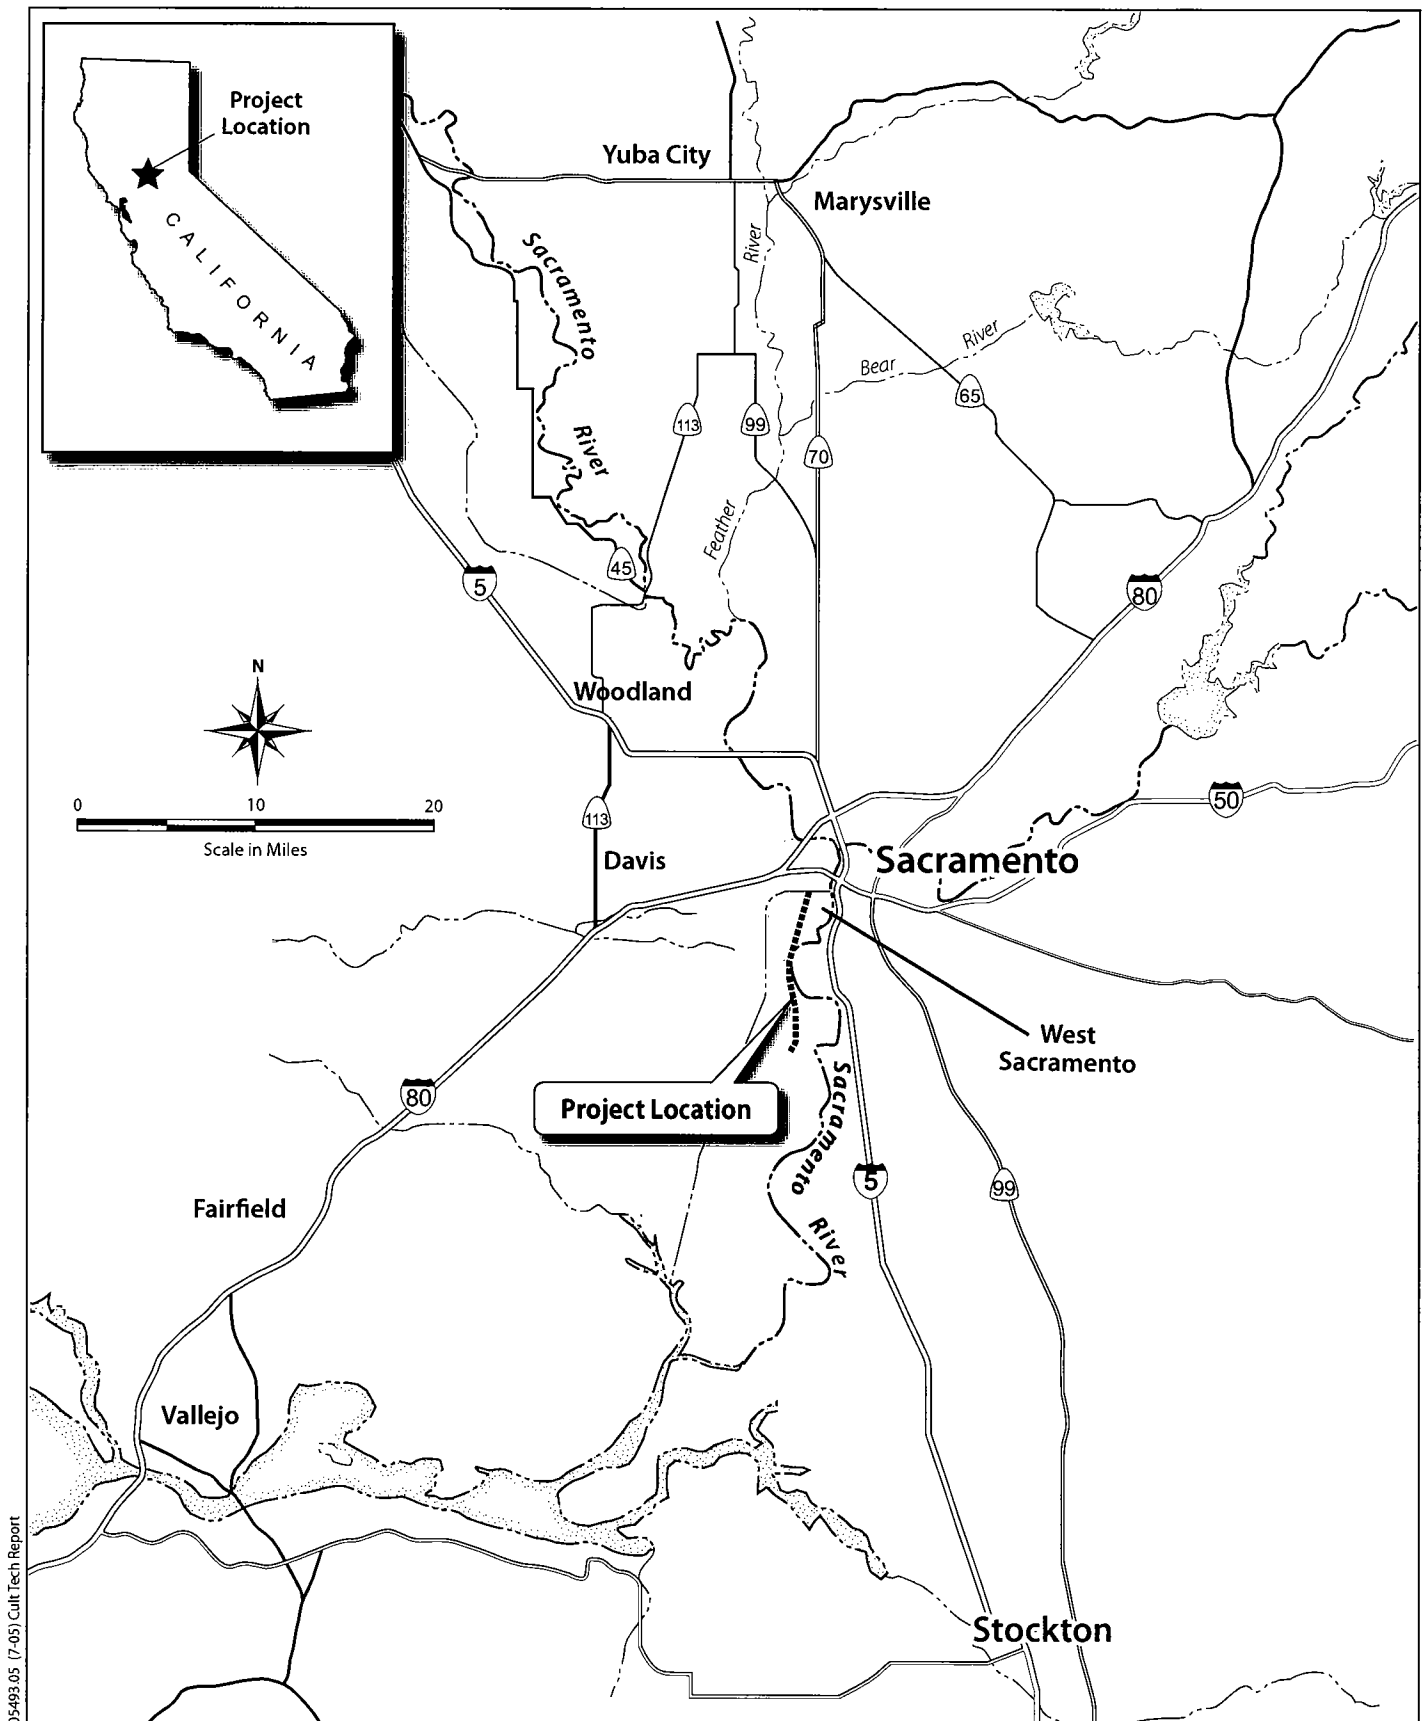 Project
Location
CALIFORNIA
Yuba City
Marysville
Sacramento
River
River
Bear
River
65
113
99
70
River
Feather
45
5
80
N
Woodland
0 10 20
Scale in Miles
113
50
Davis
Sacramento
West
Sacramento
Project Location
80
Sacramento
River
5
99
Fairfield
Vallejo
Stockton
05493.05 (7-05) Cult Tech Report